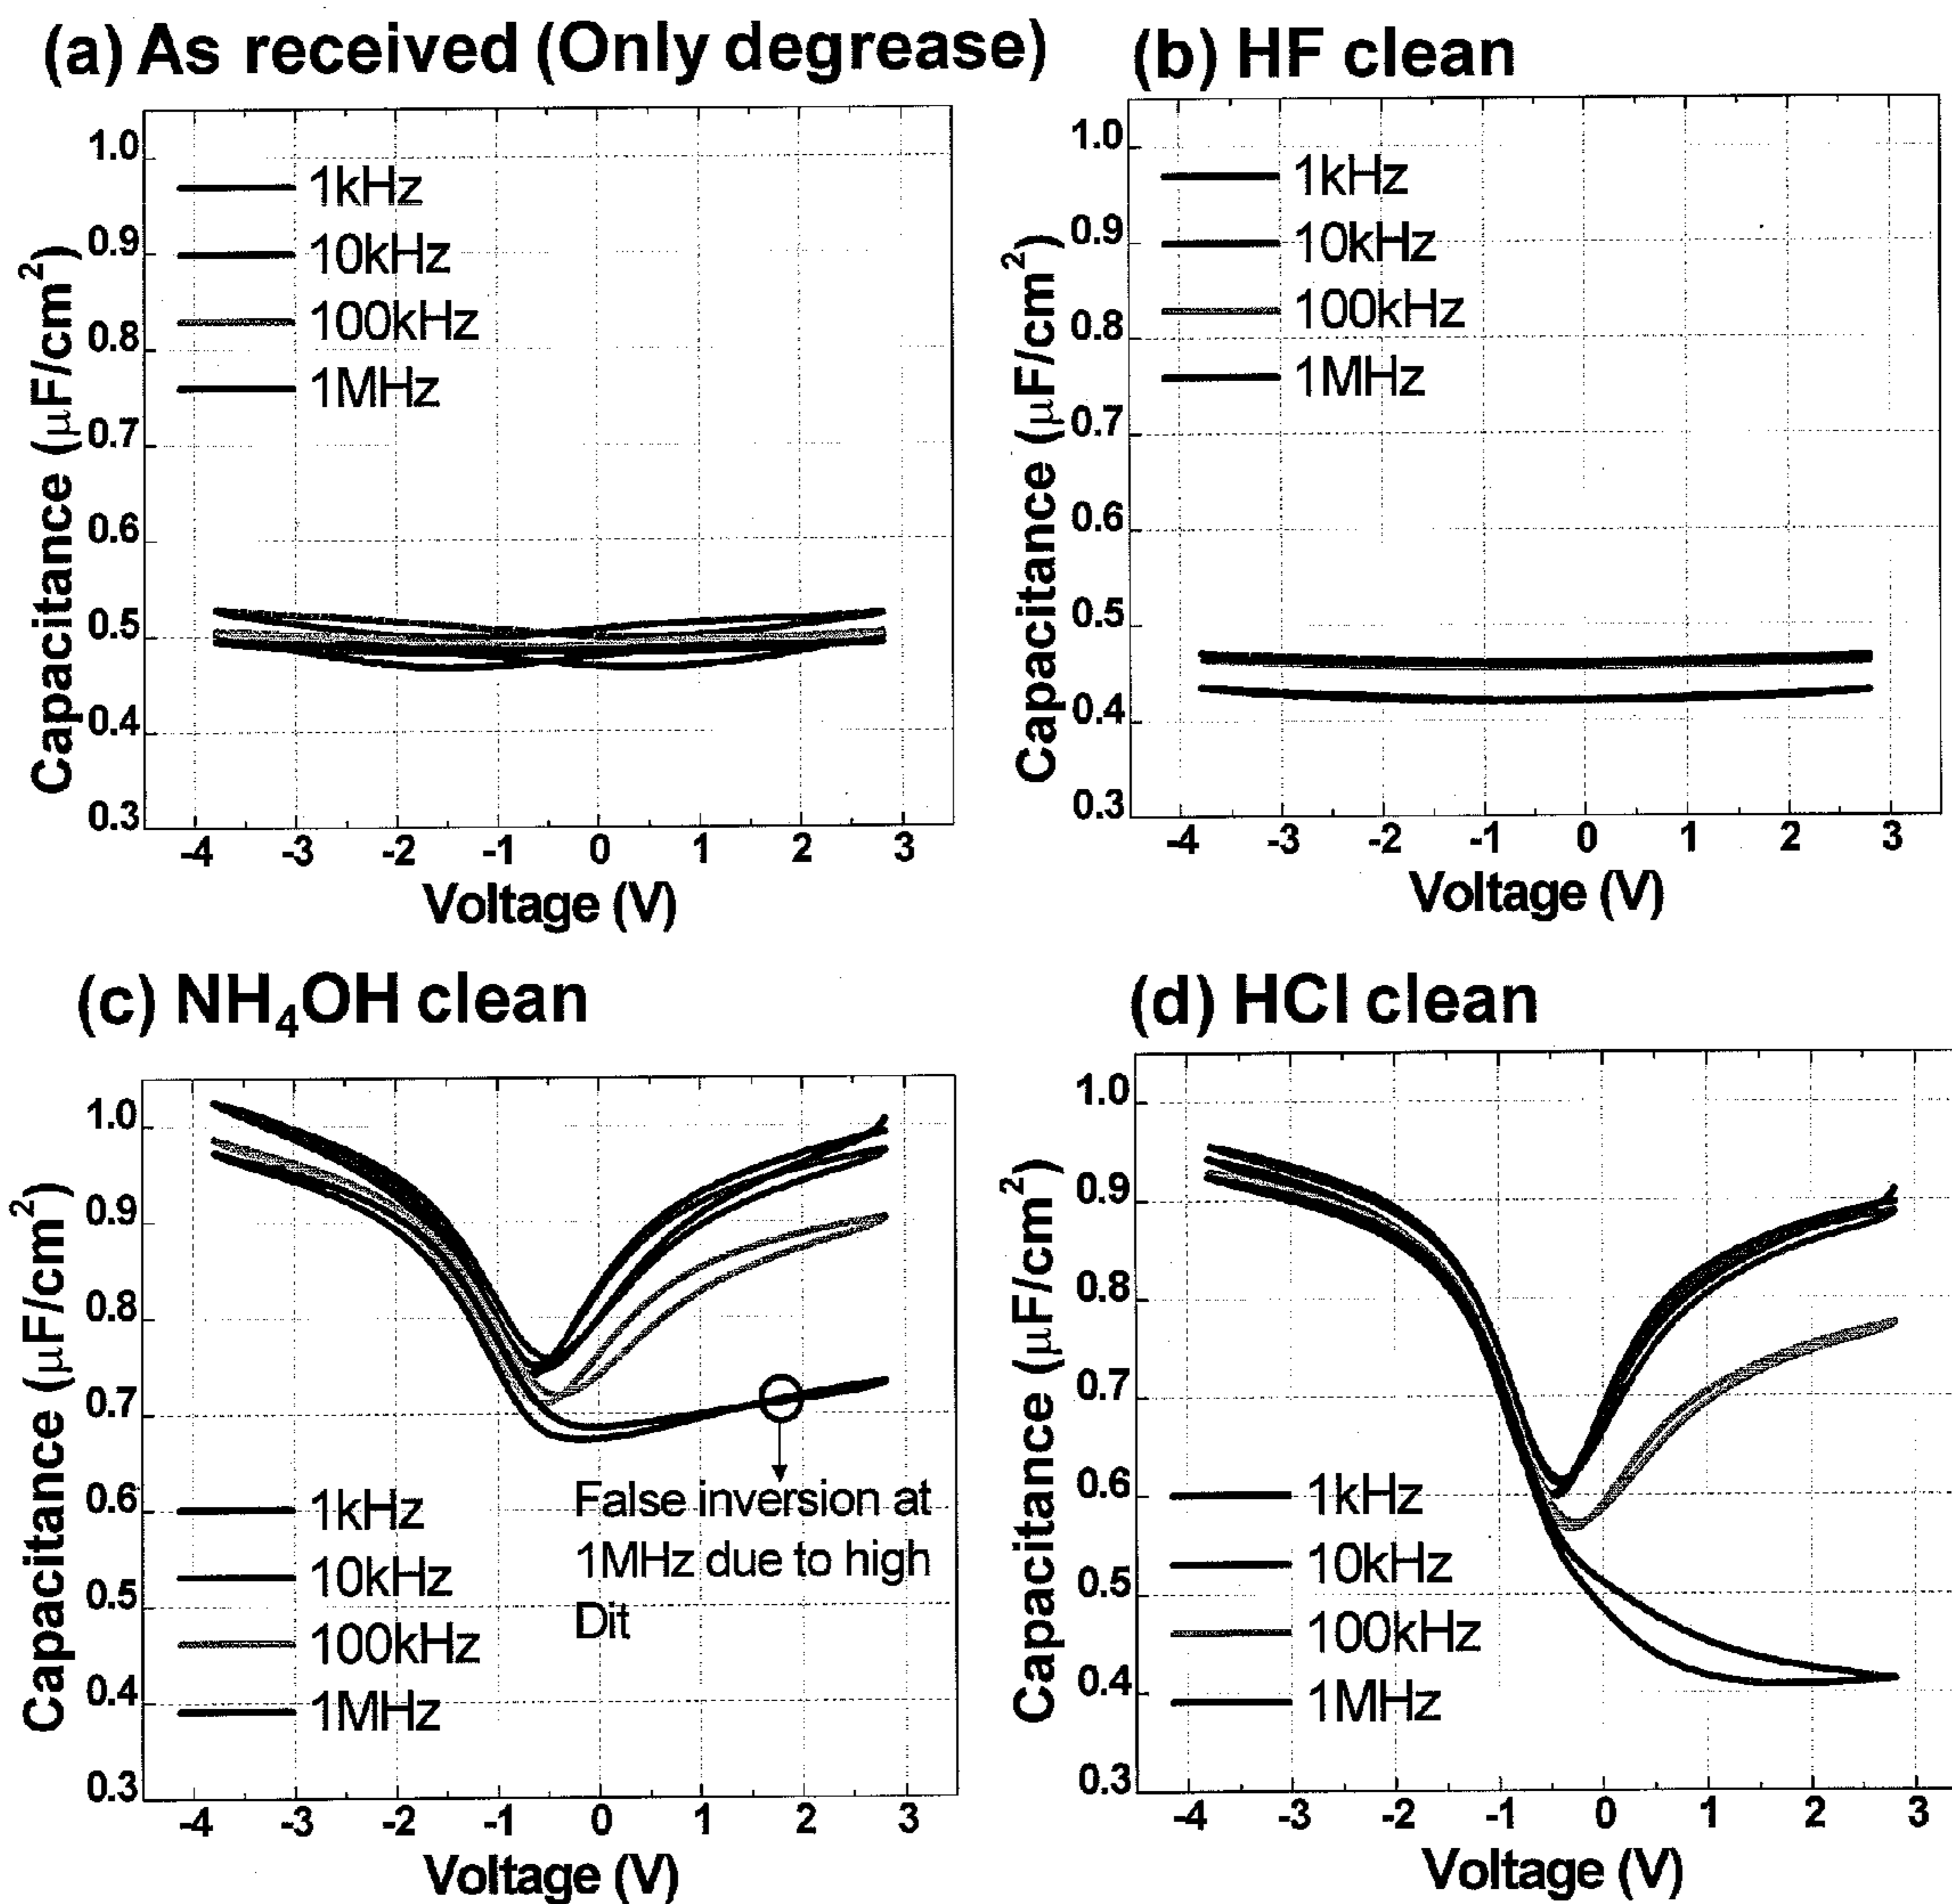 (a) As received (Only degrease)
Capacitance (μF/cm²)
1.0
0.9
0.8
0.7
0.6
0.5
0.4
0.3
1kHz
10kHz
100kHz
1MHz
-4 -3 -2 -1 0 1 2 3
Voltage (V)
(b) HF clean
Capacitance (μF/cm²)
1.0
0.9
0.8
0.7
0.6
0.5
0.4
0.3
1kHz
10kHz
100kHz
1MHz
-4 -3 -2 -1 0 1 2 3
Voltage (V)
(c) NH₄OH clean
Capacitance (μF/cm²)
1.0
0.9
0.8
0.7
0.6
0.5
0.4
0.3
1kHz
10kHz
100kHz
1MHz
False inversion at
1MHz due to high
Dit
-4 -3 -2 -1 0 1 2 3
Voltage (V)
(d) HCl clean
Capacitance (μF/cm²)
1.0
0.9
0.8
0.7
0.6
0.5
0.4
0.3
1kHz
10kHz
100kHz
1MHz
-4 -3 -2 -1 0 1 2 3
Voltage (V)